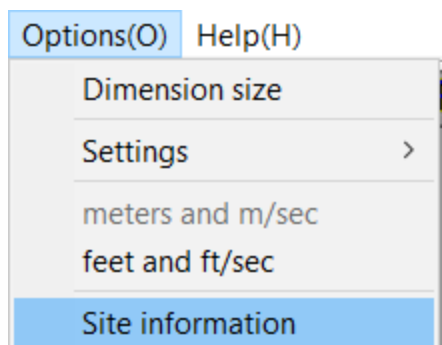 Options(O) Help(H)
Dimension size
Settings
meters and m/sec
feet and ft/sec
Site information